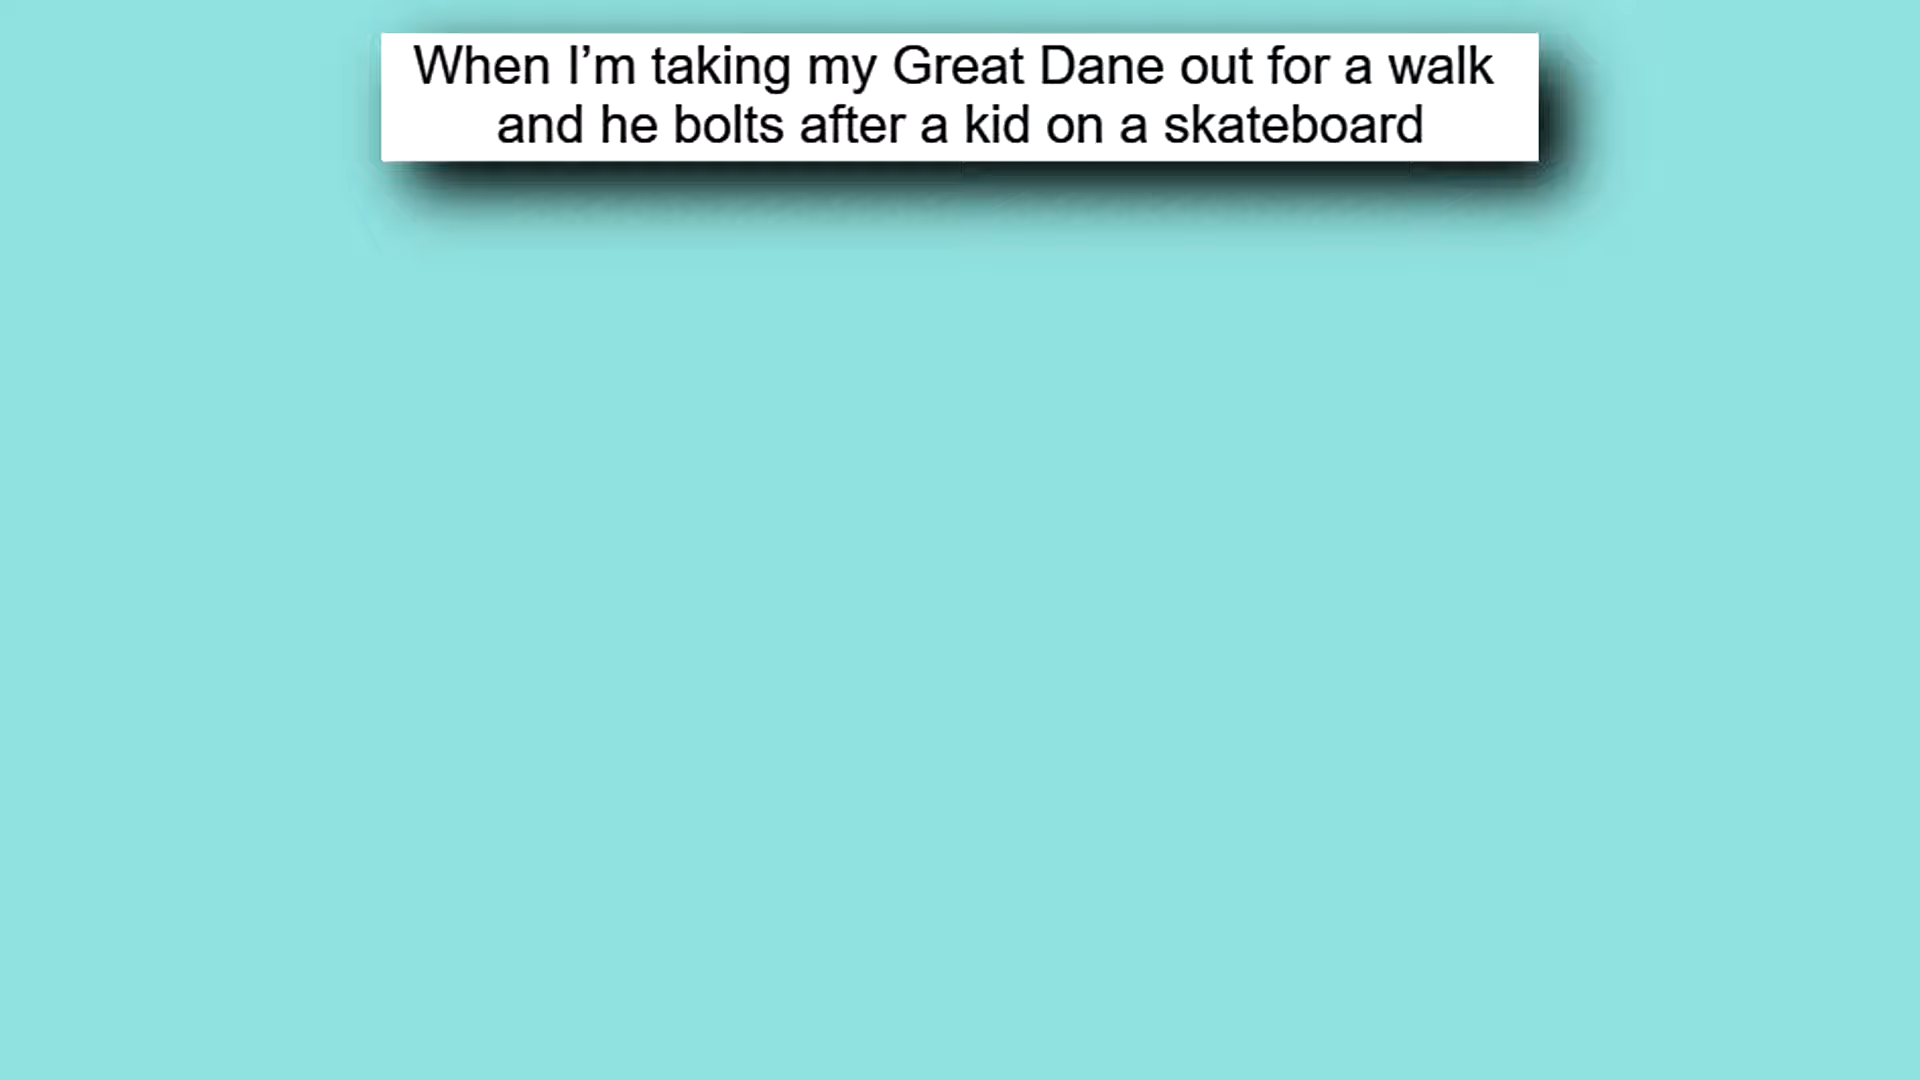 When I’m taking my Great Dane out for a walk
and he bolts after a kid on a skateboard